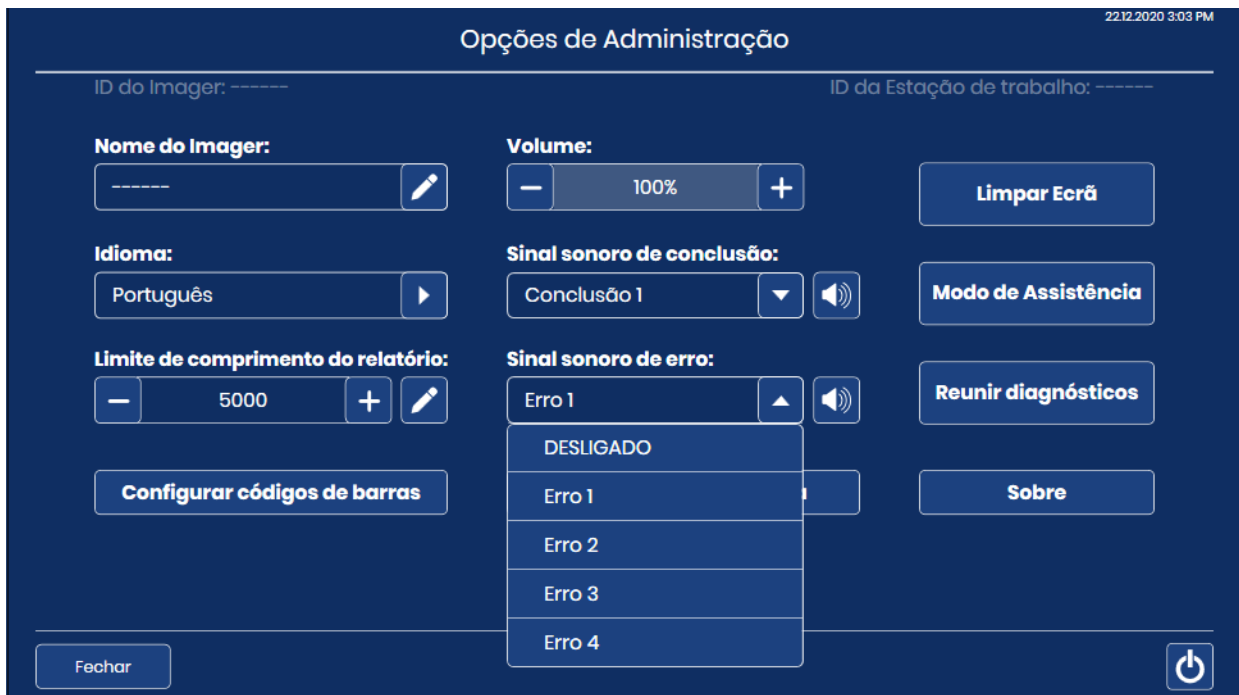 22.12.2020 3:03 PM
Opções de Administração
ID do Imager: ------
ID da Estação de trabalho: ------
Nome do Imager:
------
Volume:
100%
Limpar Ecrã
Idioma:
Português
Sinal sonoro de conclusão:
Conclusão 1
Modo de Assistência
Limite de comprimento do relatório:
5000
Sinal sonoro de erro:
Erro 1
Reunir diagnósticos
DESLIGADO
Erro 1
Erro 2
Erro 3
Erro 4
Configurar códigos de barras
Sobre
Fechar